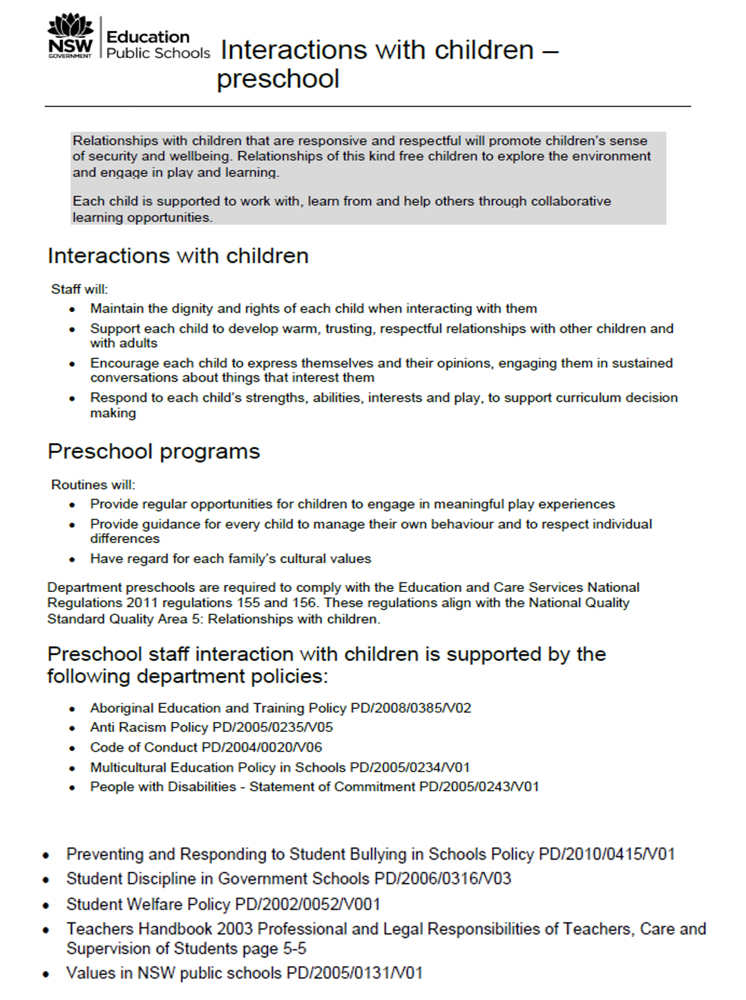 NSW
GOVERNMENT
Education
Public Schools
Interactions with children –
preschool
Relationships with children that are responsive and respectful will promote children's sense
of security and wellbeing. Relationships of this kind free children to explore the environment
and engage in play and learning.
Each child is supported to work with, learn from and help others through collaborative
learning opportunities.
Interactions with children
Staff will:
• Maintain the dignity and rights of each child when interacting with them
• Support each child to develop warm, trusting, respectful relationships with other children and
with adults
• Encourage each child to express themselves and their opinions, engaging them in sustained
conversations about things that interest them
• Respond to each child's strengths, abilities, interests and play, to support curriculum decision
making
Preschool programs
Routines will:
• Provide regular opportunities for children to engage in meaningful play experiences
• Provide guidance for every child to manage their own behaviour and to respect individual
differences
• Have regard for each family's cultural values
Department preschools are required to comply with the Education and Care Services National
Regulations 2011 regulations 155 and 156. These regulations align with the National Quality
Standard Quality Area 5: Relationships with children.
Preschool staff interaction with children is supported by the
following department policies:
• Aboriginal Education and Training Policy PD/2008/0385/V02
• Anti Racism Policy PD/2005/0235/V05
• Code of Conduct PD/2004/0020/V06
• Multicultural Education Policy in Schools PD/2005/0234/V01
• People with Disabilities - Statement of Commitment PD/2005/0243/V01
• Preventing and Responding to Student Bullying in Schools Policy PD/2010/0415/V01
• Student Discipline in Government Schools PD/2006/0316/V03
• Student Welfare Policy PD/2002/0052/V001
• Teachers Handbook 2003 Professional and Legal Responsibilities of Teachers, Care and
Supervision of Students page 5-5
• Values in NSW public schools PD/2005/0131/V01